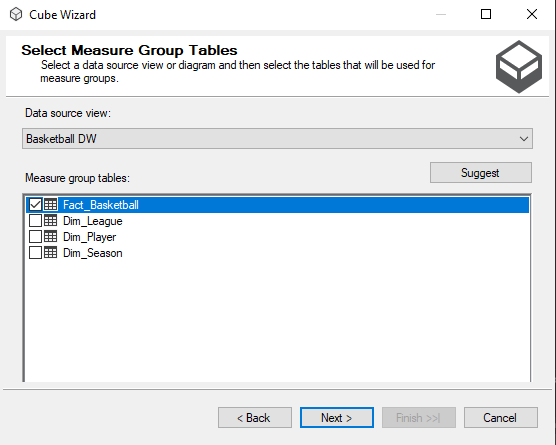 Cube Wizard
Select Measure Group Tables
Select a data source view or diagram and then select the tables that will be used for
measure groups.
Data source view:
Basketball DW
Suggest
Measure group tables:
Fact_Basketball
Dim_League
Dim_Player
Dim_Season
< Back
Next >
Finish >>|
Cancel